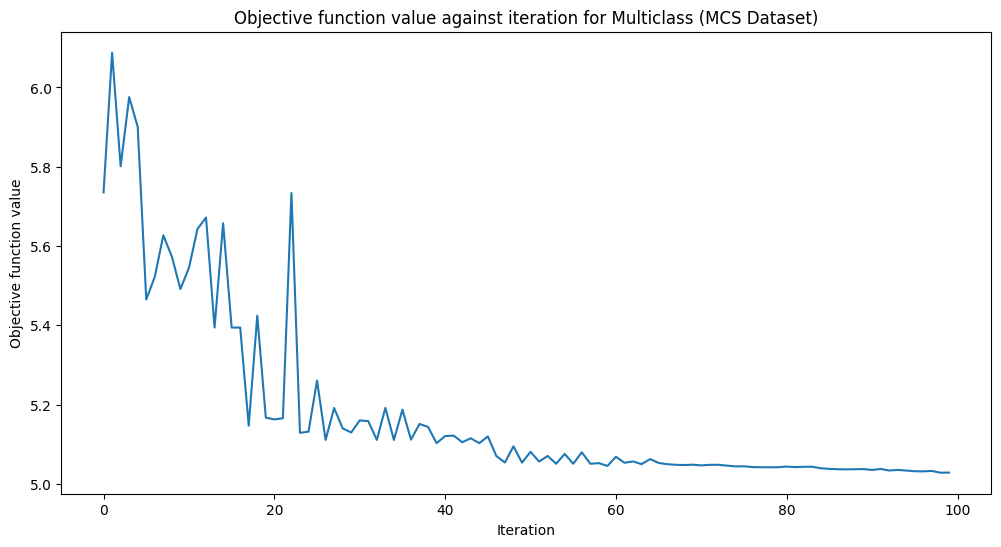 Objective function value against iteration for Multiclass (MCS Dataset)
Objective function value
6.0
5.8
5.6
5.4
5.2
5.0
0 20 40 60 80 100
Iteration